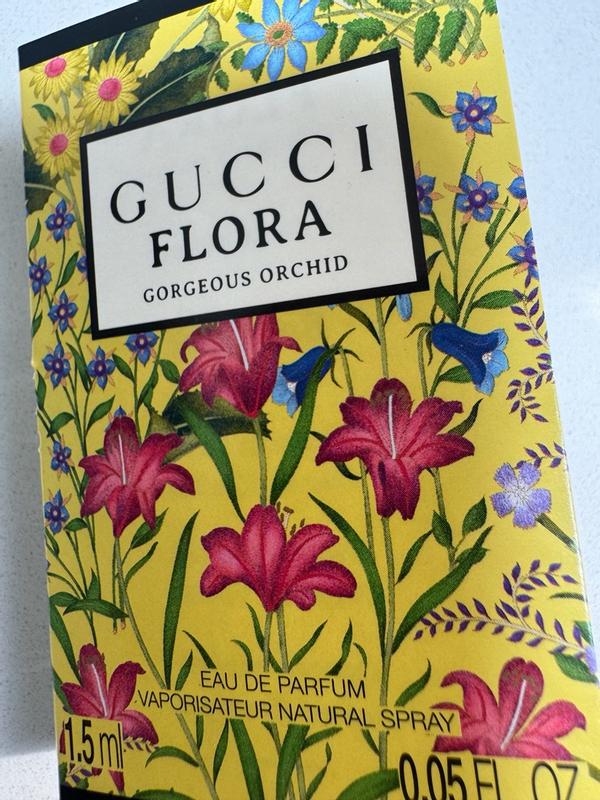 GUCCI
FLORA
GORGEOUS ORCHID
EAU DE PARFUM
VAPORISATEUR NATURAL SPRAY
1.5 ml
0.05 FL. OZ.